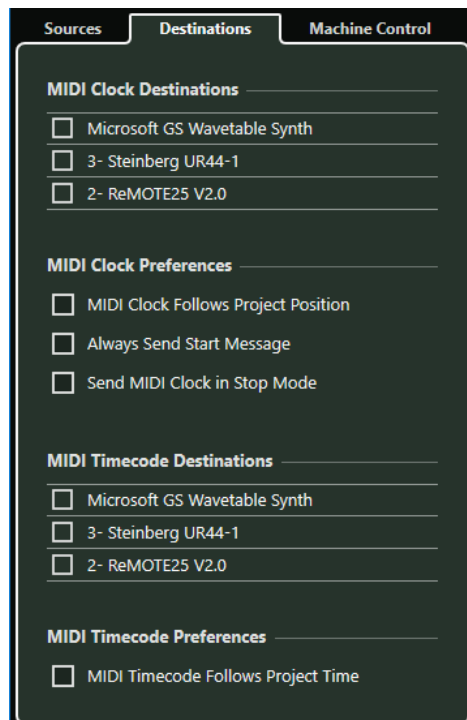 Sources Destinations Machine Control
MIDI Clock Destinations
Microsoft GS Wavetable Synth
3- Steinberg UR44-1
2- ReMOTE25 V2.0
MIDI Clock Preferences
MIDI Clock Follows Project Position
Always Send Start Message
Send MIDI Clock in Stop Mode
MIDI Timecode Destinations
Microsoft GS Wavetable Synth
3- Steinberg UR44-1
2- ReMOTE25 V2.0
MIDI Timecode Preferences
MIDI Timecode Follows Project Time